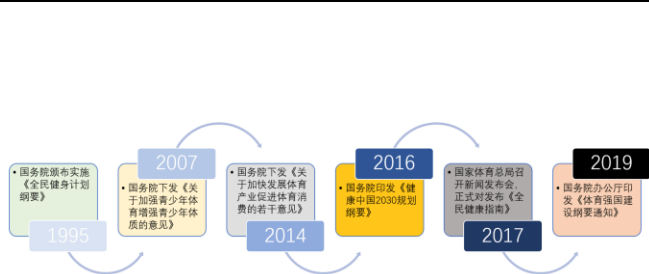 • 国务院颁布实施
《全民健身计划
纲要》
1995
2007
• 国务院下发《关
于加强青少年体
育增强青少年体
质的意见》
• 国务院下发《关
于加快发展体育
产业促进体育消
费的若干意见》
2014
2016
• 国务院印发《健
康中国2030规划
纲要》
• 国家体育总局召
开新闻发布会,
正式对发布《全
民健康指南》
2017
2019
• 国务院办公厅印
发《体育强国建
设纲要通知》